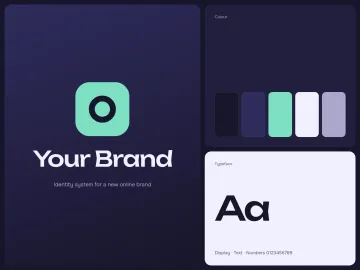 Your Brand
Identity system for a new online brand
Colour
Typeface
Aa
Display · Text · Numbers 0123456789